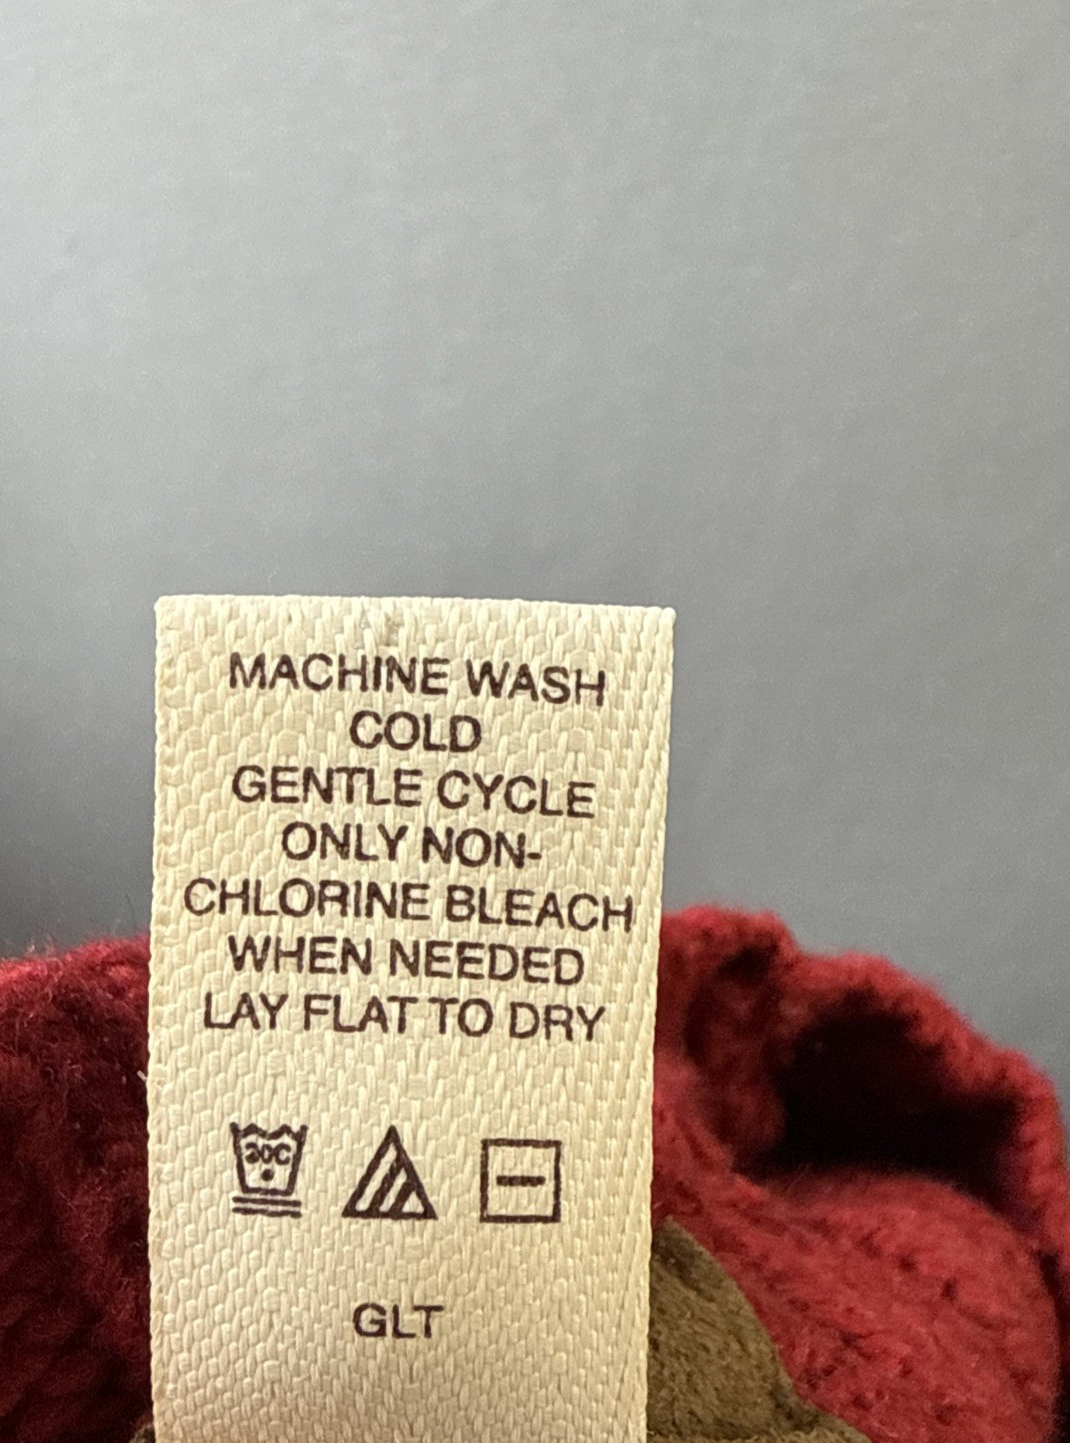 MACHINE WASH
COLD
GENTLE CYCLE
ONLY NON-
CHLORINE BLEACH
WHEN NEEDED
LAY FLAT TO DRY
30C
GLT